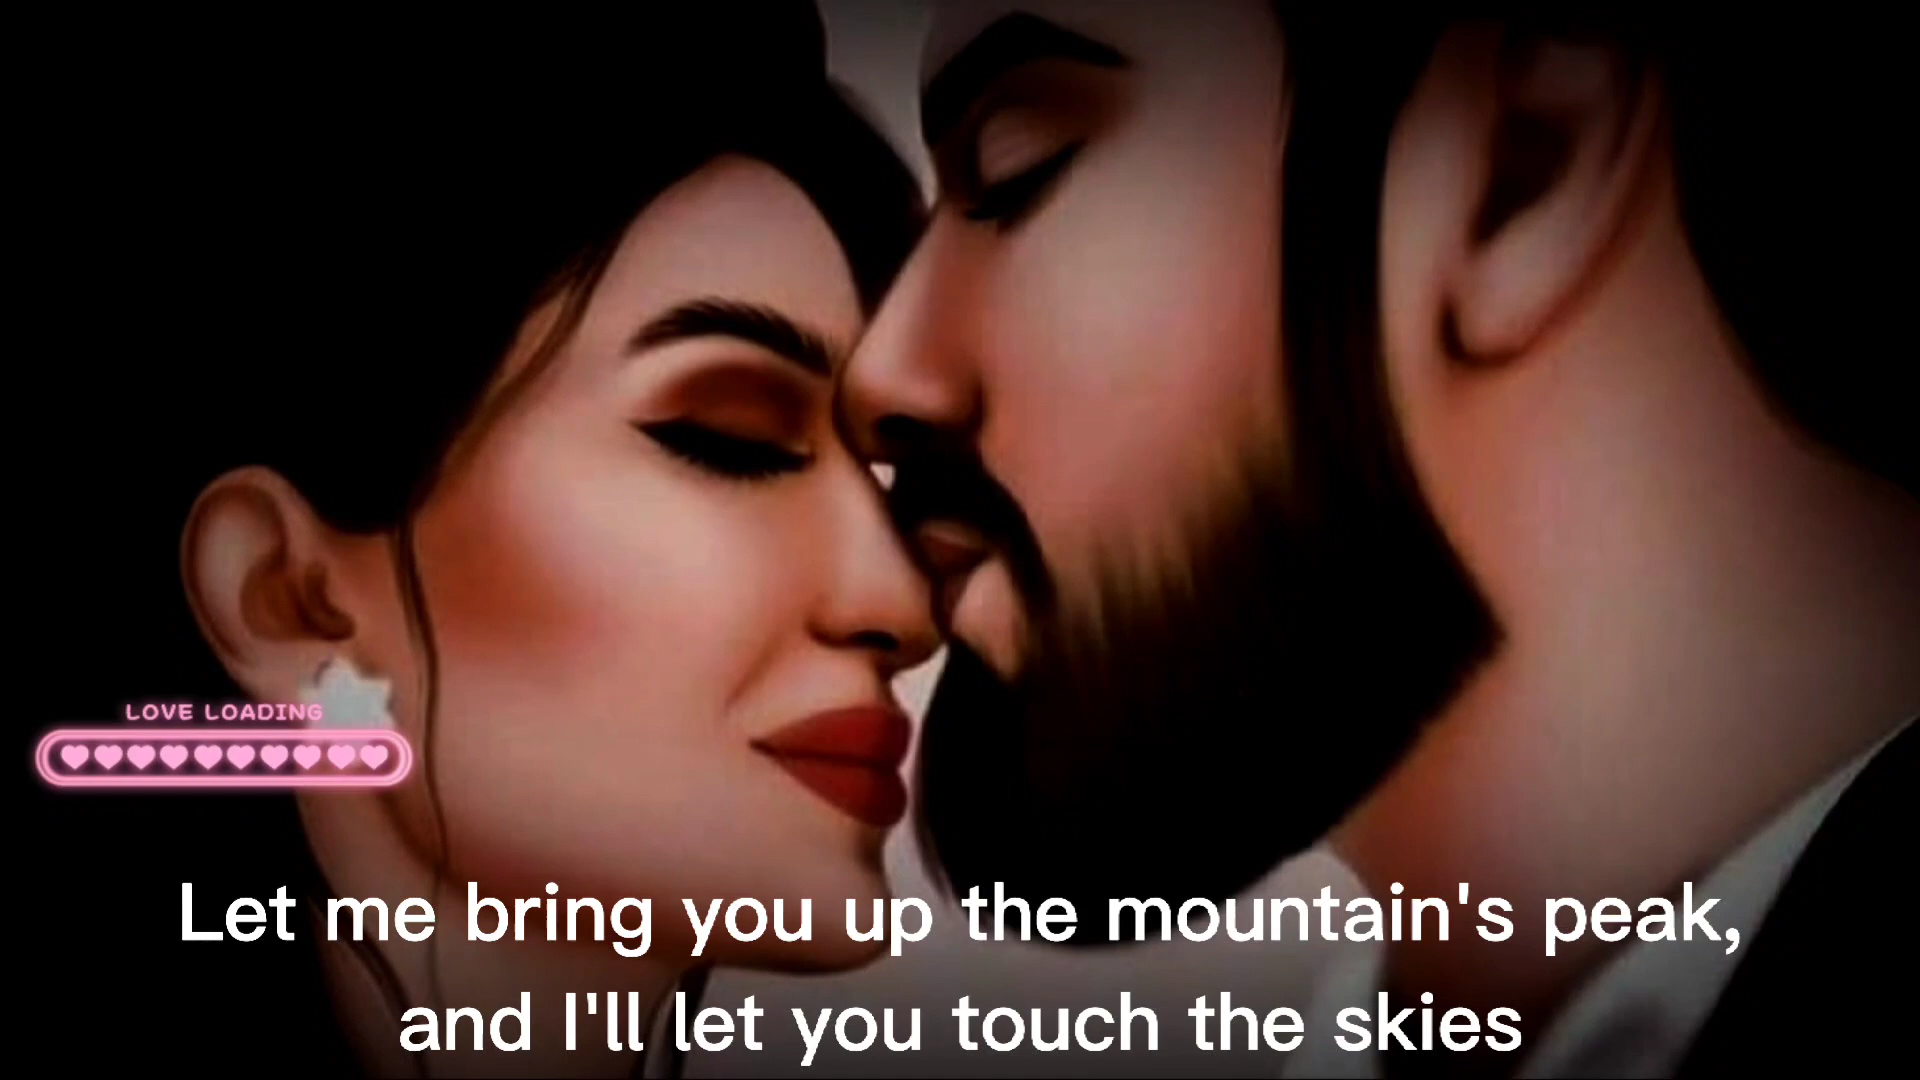 LOVE LOADING
Let me bring you up the mountain's peak,
and I'll let you touch the skies